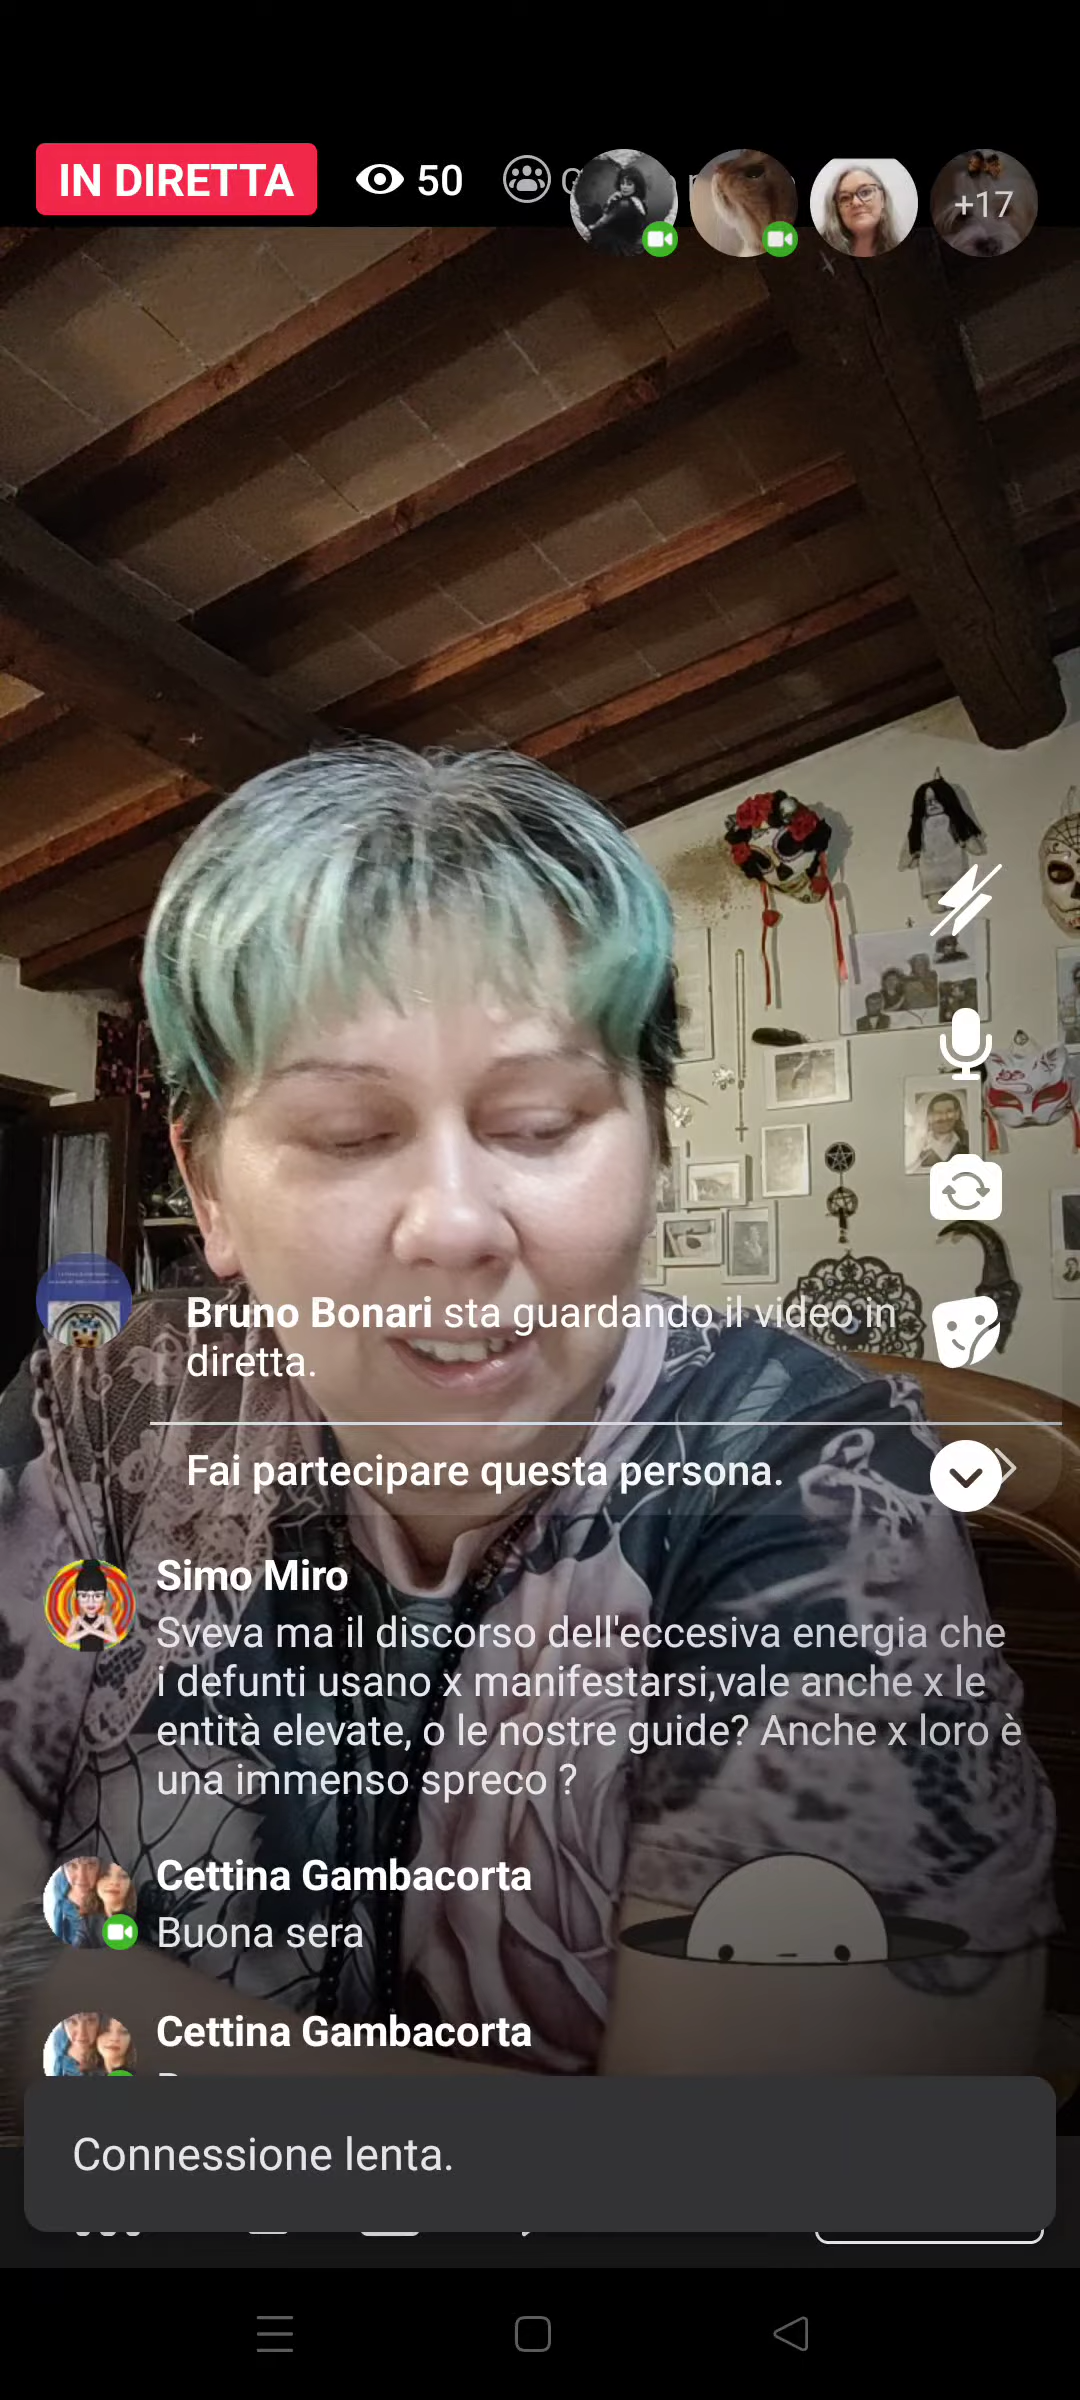 IN DIRETTA
50
+17
Bruno Bonari sta guardando il video in
diretta.
Fai partecipare questa persona.
Simo Miro
Sveva ma il discorso dell'eccesiva energia che
i defunti usano x manifestarsi,vale anche x le
entità elevate, o le nostre guide? Anche x loro è
una immenso spreco ?
Cettina Gambacorta
Buona sera
Cettina Gambacorta
Connessione lenta.